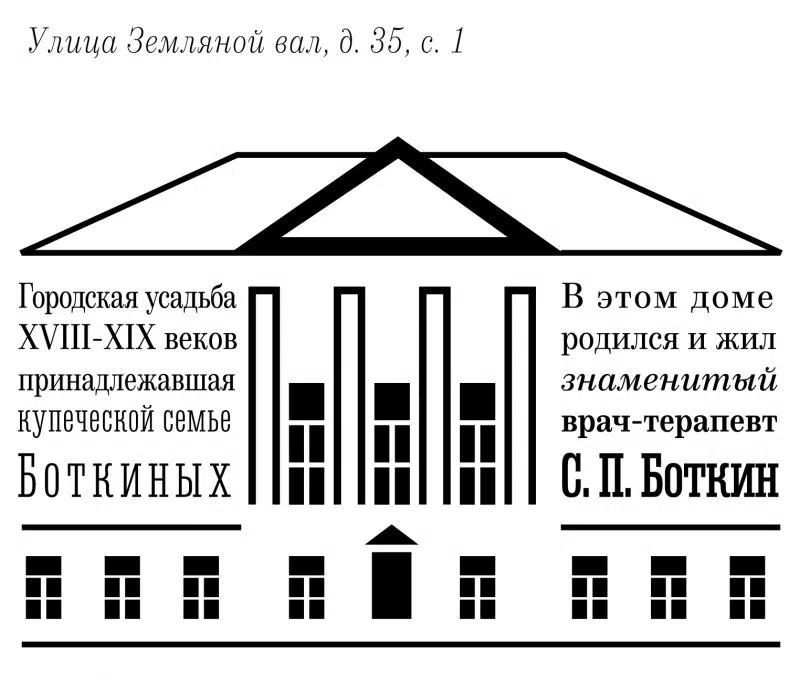 Улица Земляной вал, д. 35, с. 1
Городская усадьба
XVIII-XIX веков
принадлежавшая
купеческой семье
Боткиных
В этом доме
родился и жил
знаменитый
врач-терапевт
С. П. Боткин